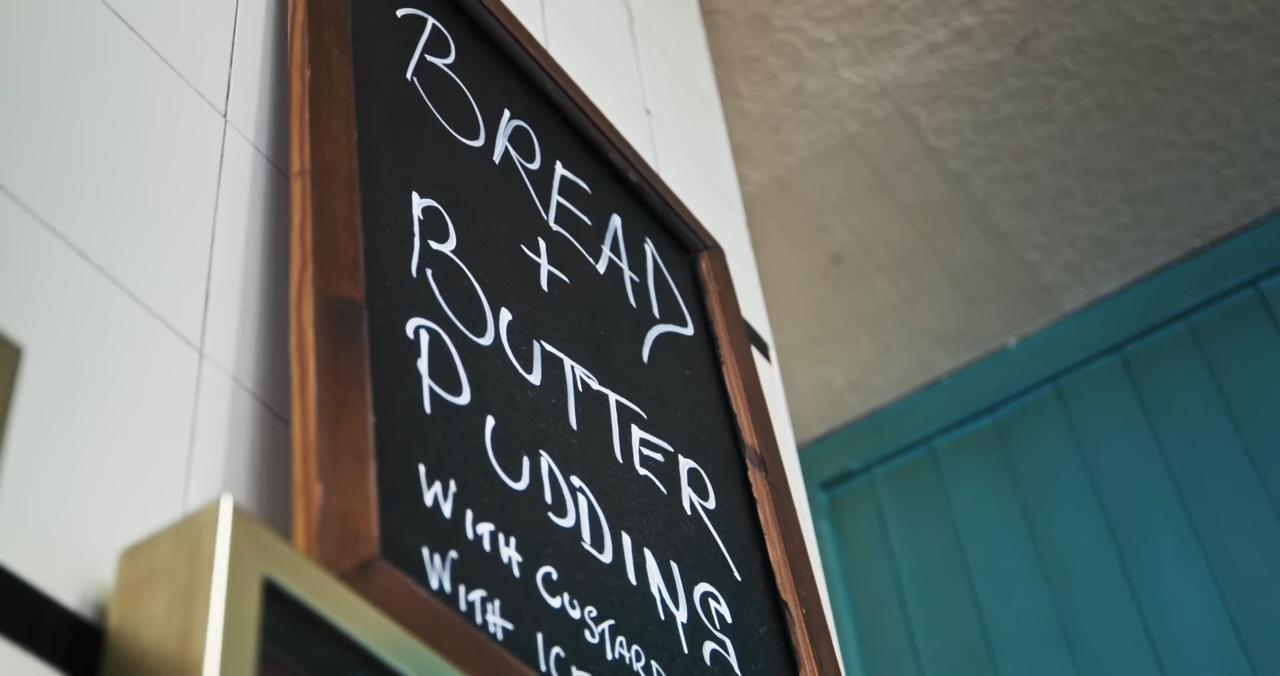 BREAD
+
BUTTER
PUDDING
WITH CUSTARD
WITH ICE